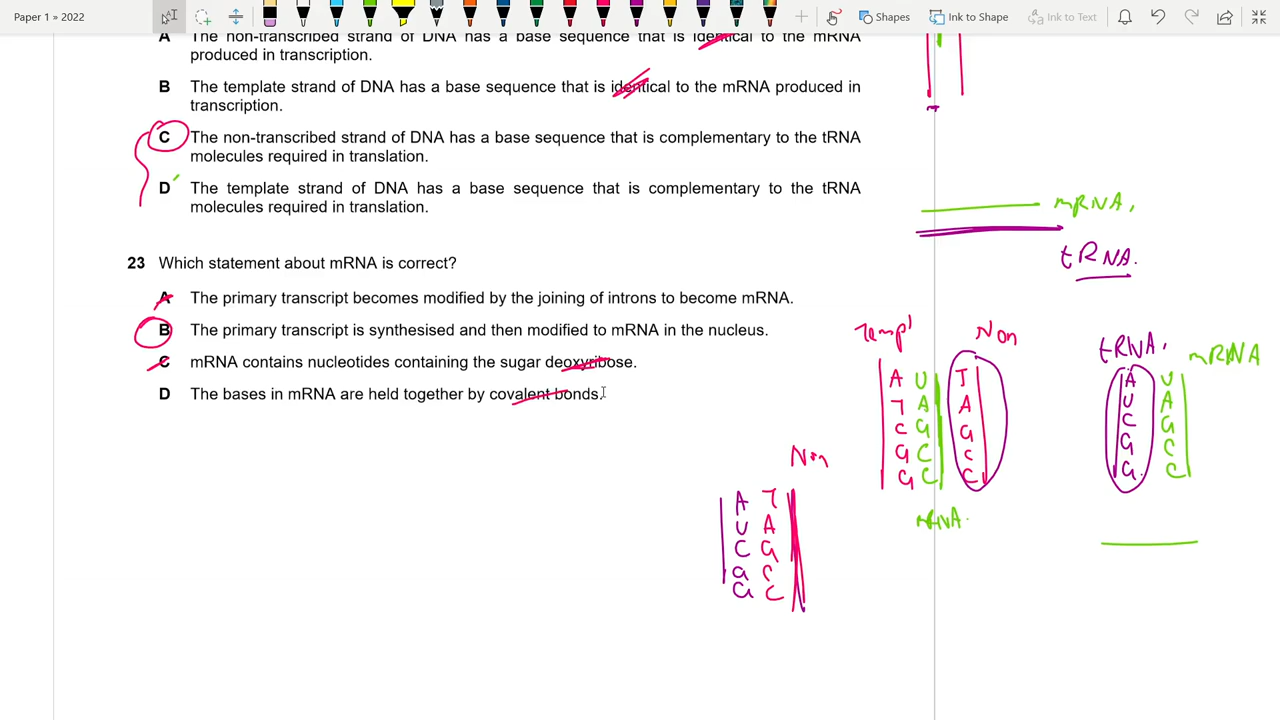 Paper 1 » 2022
Shapes
Ink to Shape
Ink to Text
A The non-transcribed strand of DNA has a base sequence that is identical to the mRNA
produced in transcription.
B The template strand of DNA has a base sequence that is identical to the mRNA produced in
transcription.
C The non-transcribed strand of DNA has a base sequence that is complementary to the tRNA
molecules required in translation.
D The template strand of DNA has a base sequence that is complementary to the tRNA
molecules required in translation.
mRNA,
tRNA.
23 Which statement about mRNA is correct?
A The primary transcript becomes modified by the joining of introns to become mRNA.
B The primary transcript is synthesised and then modified to mRNA in the nucleus.
C mRNA contains nucleotides containing the sugar deoxyribose.
D The bases in mRNA are held together by covalent bonds.
Templ Non
A U T
T A A
C G G
G C C
G C C
mRNA.
tRNA, mRNA
A U
U A
C G
G C
G. C
Non
A T
U A
C G
G C
G C